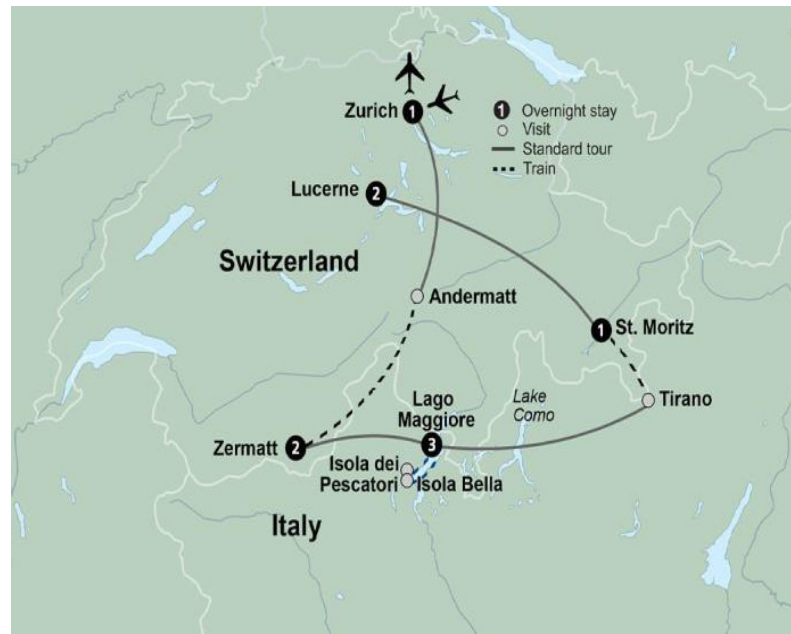 Zurich
1
1 Overnight stay
Visit
Standard tour
Train
Lucerne
2
Switzerland
Andermatt
1
St. Moritz
Lago
Maggiore
Lake
Como
Tirano
Zermatt
2
3
Isola dei
Pescatori
Isola Bella
Italy